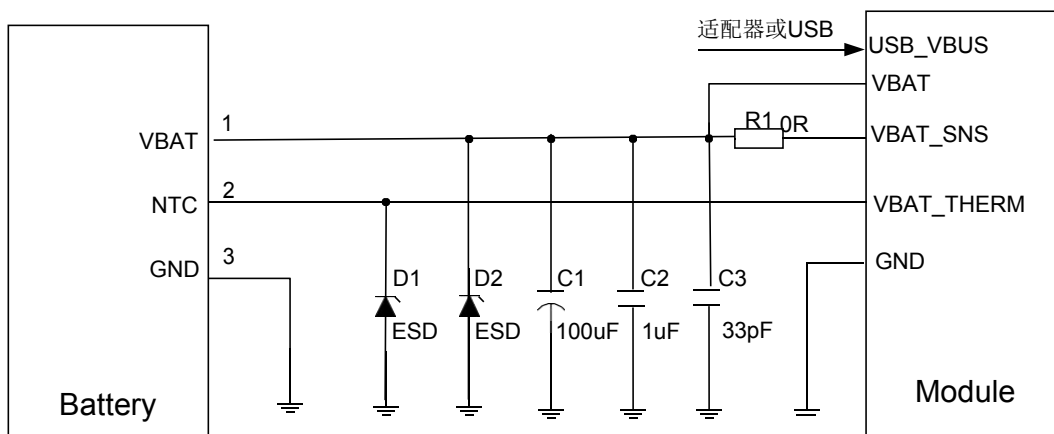 适配器或USB
USB_VBUS
VBAT
1
R1 0R
VBAT
VBAT_SNS
2
NTC
VBAT_THERM
3
GND
GND
D1
D2
C1
C2
C3
ESD
ESD
100uF
1uF
33pF
Battery
Module